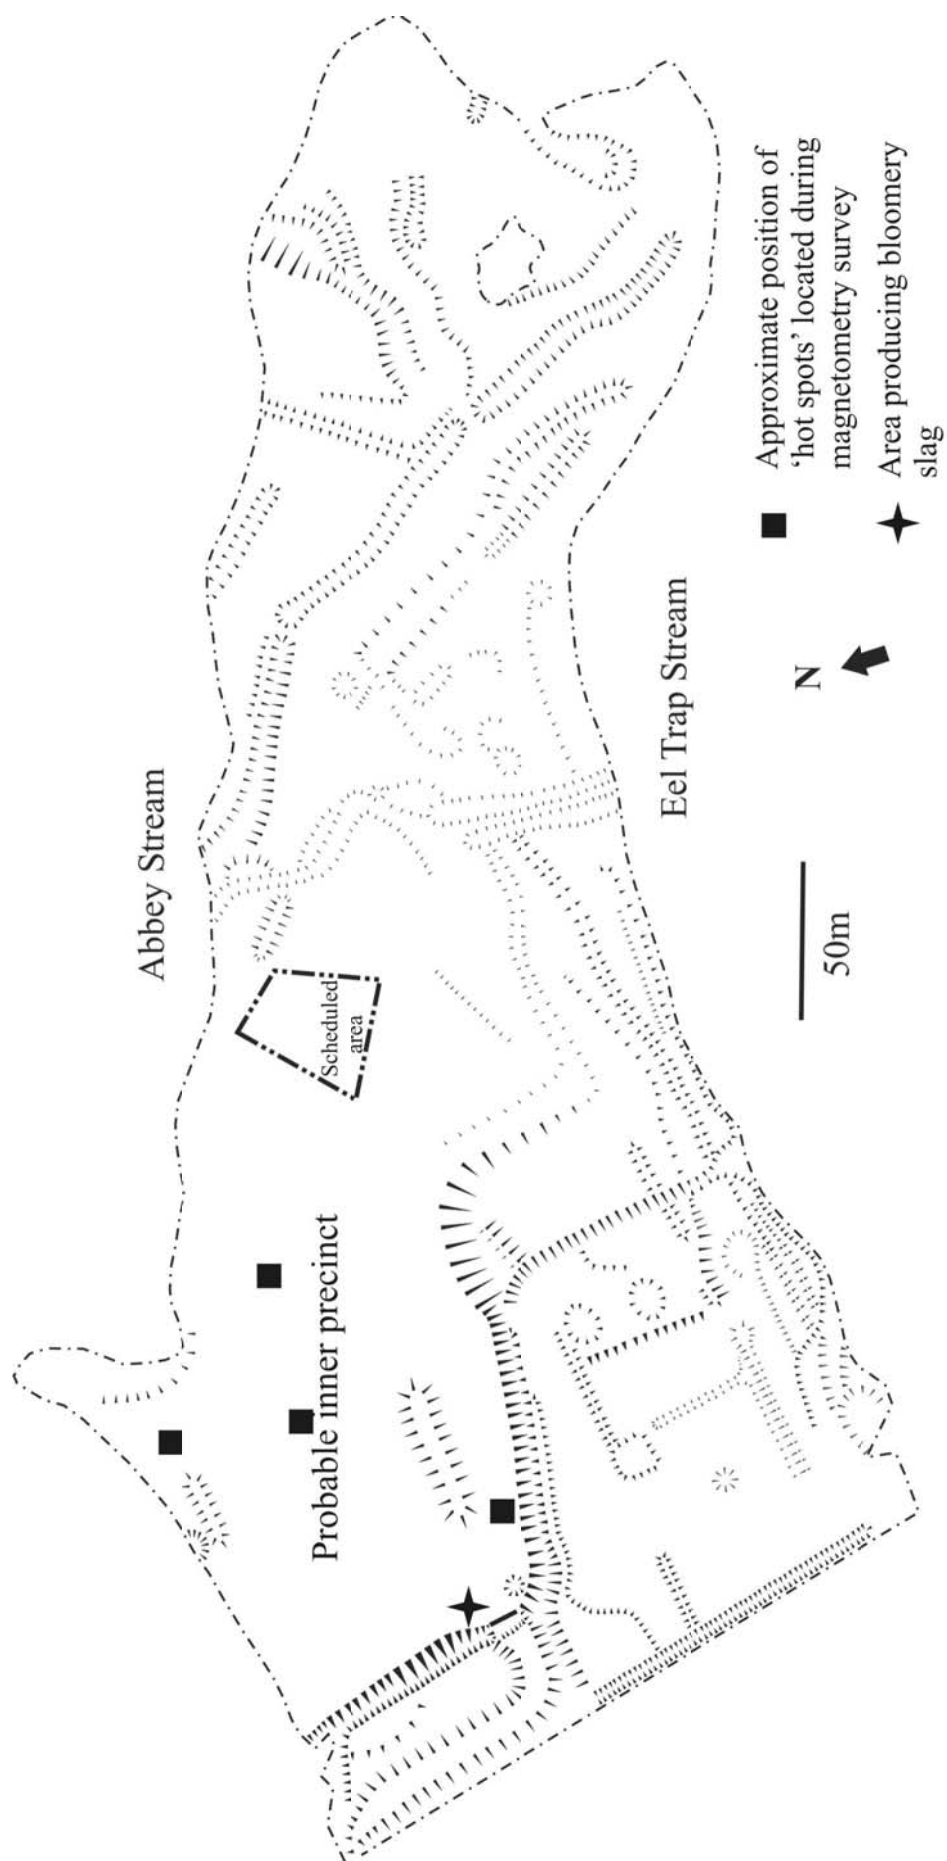 Abbey Stream
Scheduled
area
Probable inner precinct
Eel Trap Stream
N
50m
Approximate position of
‘hot spots’ located during
magnetometry survey
Area producing bloomery
slag